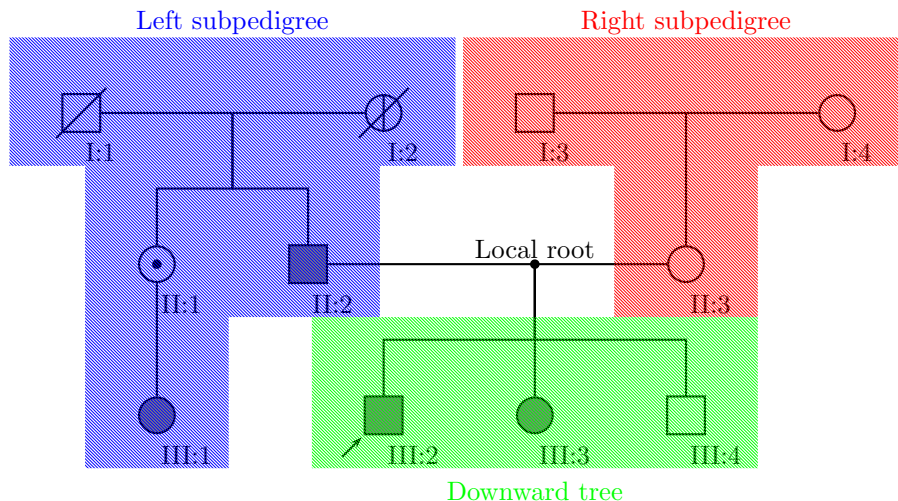 Left subpedigree
Right subpedigree
I:1
I:2
I:3
I:4
Local root
II:1
II:2
II:3
III:1
III:2
III:3
III:4
Downward tree